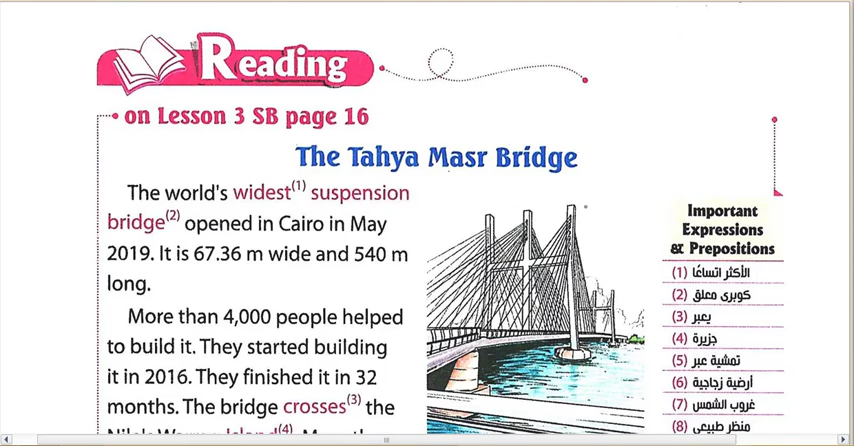 Reading
on Lesson 3 SB page 16
The Tahya Masr Bridge
The world's widest(1) suspension
bridge(2) opened in Cairo in May
2019. It is 67.36 m wide and 540 m
long.
More than 4,000 people helped
to build it. They started building
it in 2016. They finished it in 32
months. The bridge crosses(3) the
Important
Expressions
& Prepositions
(1) الأكثر اتساعًا
(2) كوبرى معلق
(3) يعبر
(4) جزيرة
(5) تمشية عبر
(6) أرضية زجاجية
(7) غروب الشمس
(8) منظر طبيعى